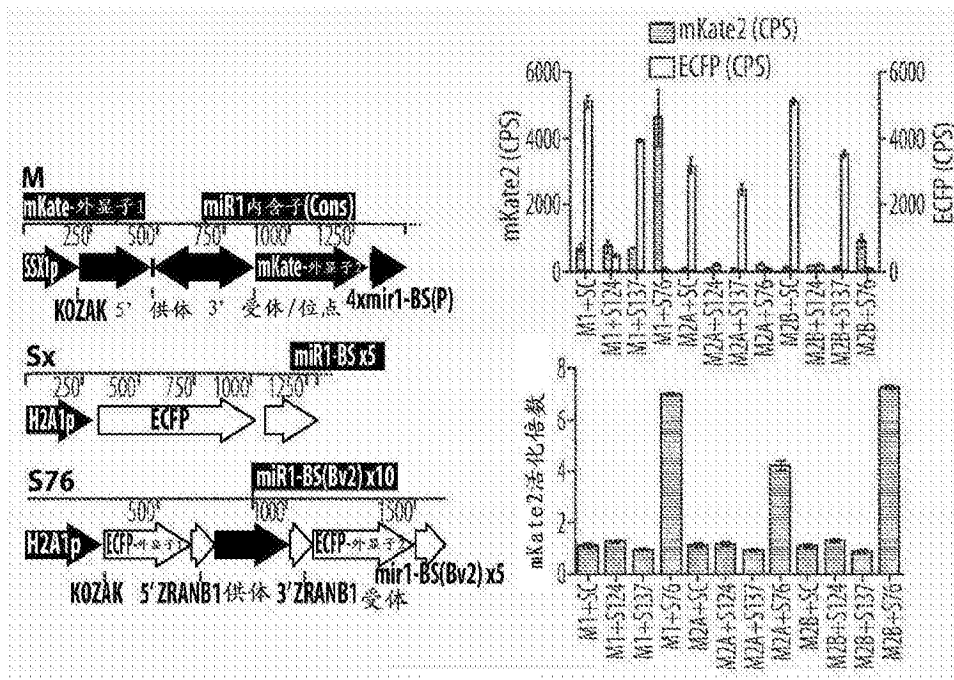 M
mKate-外显子1
miR1内含子(Cons)
250' 500' 750' 1000' 1250'
SSX1p
mKate-外显子2
KOZAK 5' 供体 3' 受体/位点 4xmir1-BS(P)
Sx
miR1-BS x5
250' 500' 750' 1000' 1250'
H2A1p
ECFP
S76
miR1-BS(Bv2) x10
500' 1000' 1500'
H2A1p
ECFP-外显子1
ECFP-外显子
mir1-BS(Bv2) x5
KOZAK 5'ZRANB1供体 3'ZRANB1 受体
mKate2 (CPS)
ECFP (CPS)
6000
4000
2000
0
mKate2 (CPS)
6000
4000
2000
0
ECFP (CPS)
M1+SC
M1+S124
M1+S137
M1+S76
M2A+SC
M2A+S124
M2A+S137
M2A+S76
M2B+SC
M2B+S124
M2B+S137
M2B+S76
8
6
4
2
0
mKate2活化倍数
M1+SC
M1+S124
M1+S137
M1+S76
M2A+SC
M2A+S124
M2A+S137
M2A+S76
M2B+SC
M2B+S124
M2B+S137
M2B+S76